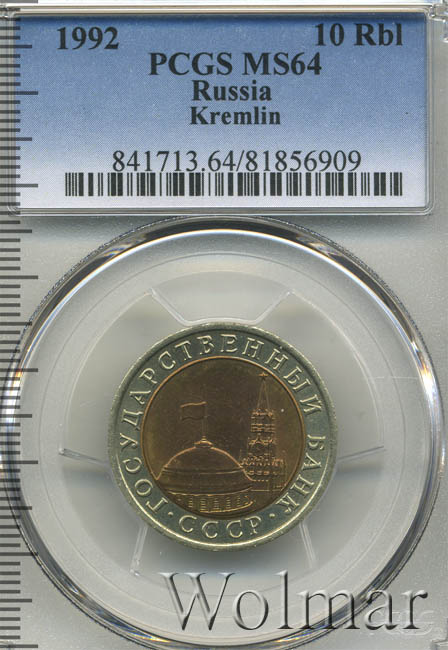 1992 10 Rbl
PCGS MS64
Russia
Kremlin
841713.64/81856909
ГОСУДАРСТВЕННЫЙ БАНК
· СССР ·
Wolmar